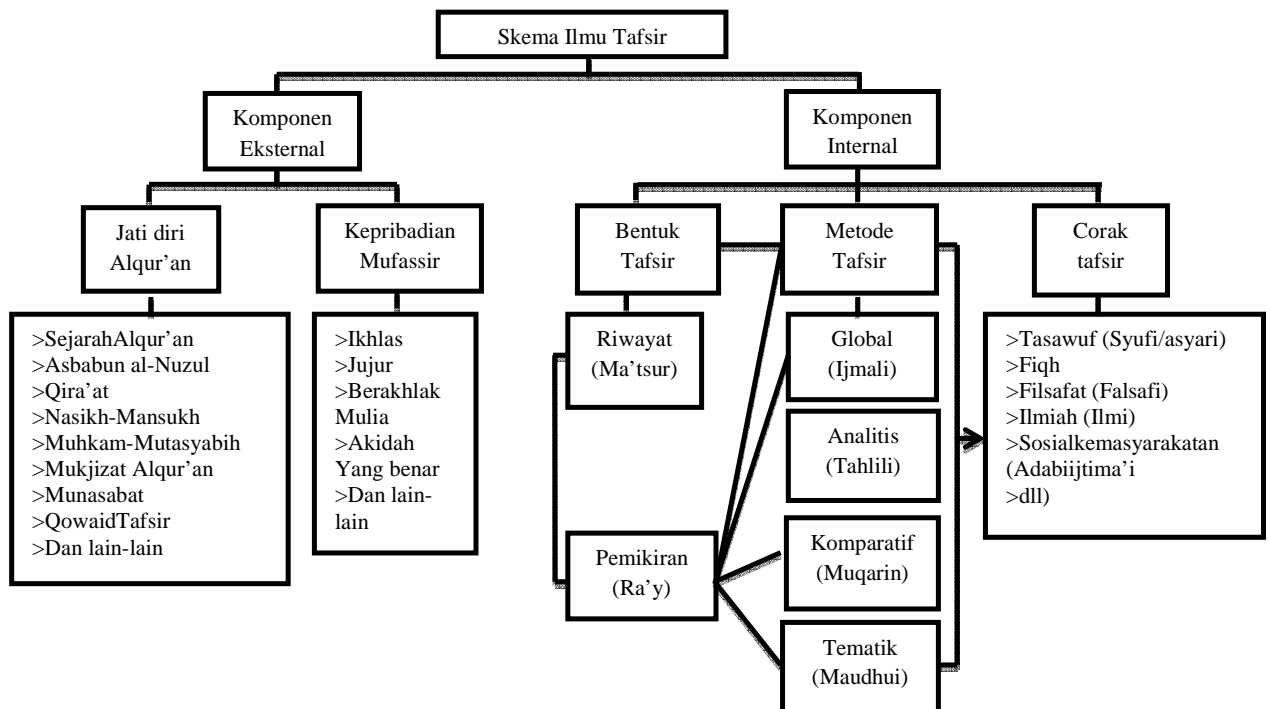 Skema Ilmu Tafsir
Komponen
Eksternal
Komponen
Internal
Jati diri
Alqur’an
Kepribadian
Mufassir
Bentuk
Tafsir
Metode
Tafsir
Corak
tafsir
>SejarahAlqur’an
>Asbabun al-Nuzul
>Qira’at
>Nasikh-Mansukh
>Muhkam-Mutasyabih
>Mukjizat Alqur’an
>Munasabat
>QowaidTafsir
>Dan lain-lain
>Ikhlas
>Jujur
>Berakhlak
Mulia
>Akidah
Yang benar
>Dan lain-
lain
Riwayat
(Ma’tsur)
Pemikiran
(Ra’y)
Global
(Ijmali)
Analitis
(Tahlili)
Komparatif
(Muqarin)
Tematik
(Maudhui)
>Tasawuf (Syufi/asyari)
>Fiqh
>Filsafat (Falsafi)
>Ilmiah (Ilmi)
>Sosialkemasyarakatan
(Adabiijtima’i
>dll)